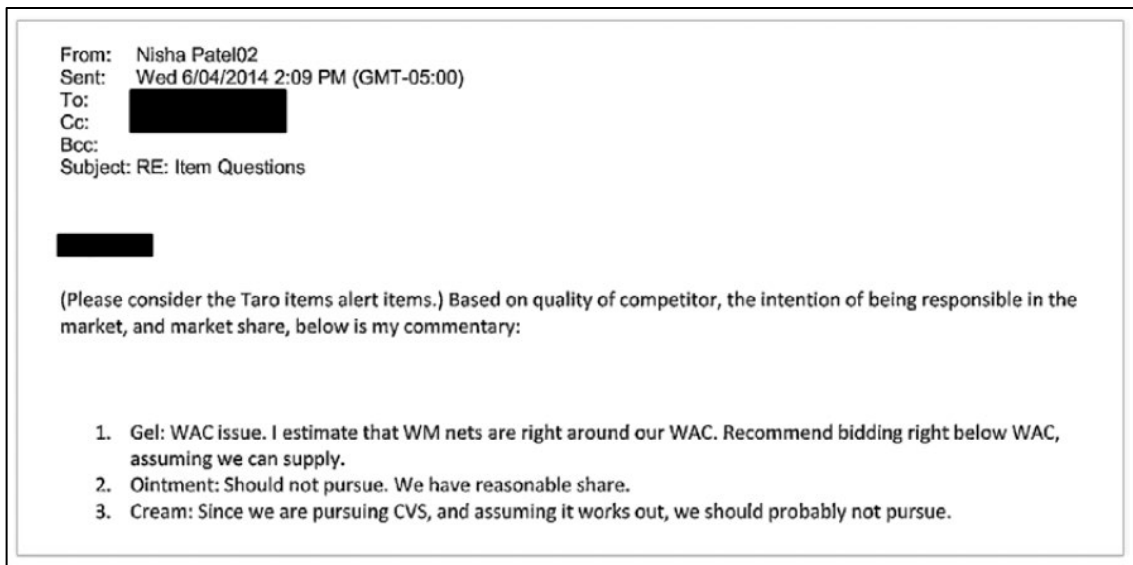 From: Nisha Patel02
Sent: Wed 6/04/2014 2:09 PM (GMT-05:00)
To:
Cc:
Bcc:
Subject: RE: Item Questions
(Please consider the Taro items alert items.) Based on quality of competitor, the intention of being responsible in the
market, and market share, below is my commentary:
1. Gel: WAC issue. I estimate that WM nets are right around our WAC. Recommend bidding right below WAC,
assuming we can supply.
2. Ointment: Should not pursue. We have reasonable share.
3. Cream: Since we are pursuing CVS, and assuming it works out, we should probably not pursue.